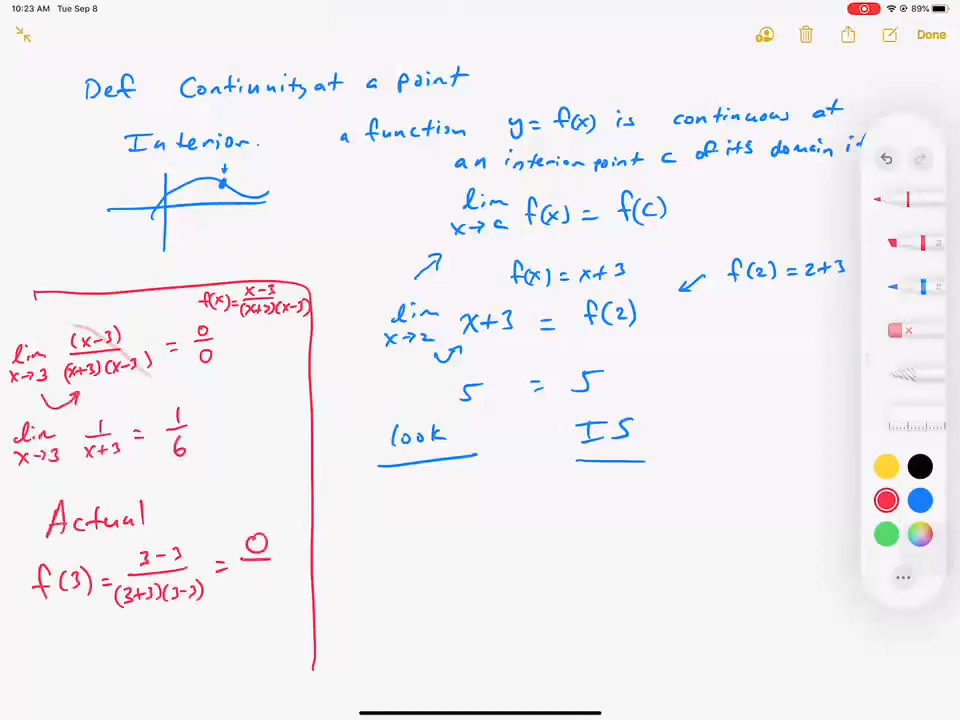 10:23 AM Tue Sep 8
89%
Done
Def Continuity at a point
Interior.
a function y = f(x) is continuous at
an interior point c of its domain if
lim x→c f(x) = f(c)
f(x) = x+3
f(2) = 2+3
lim x→2 x+3 = f(2)
5 = 5
look IS
f(x) = (x-3)/((x+3)(x-3))
lim x→3 (x-3)/((x+3)(x-3)) = 0/0
lim x→3 1/(x+3) = 1/6
Actual
f(3) = (3-3)/((3+3)(3-3)) = 0